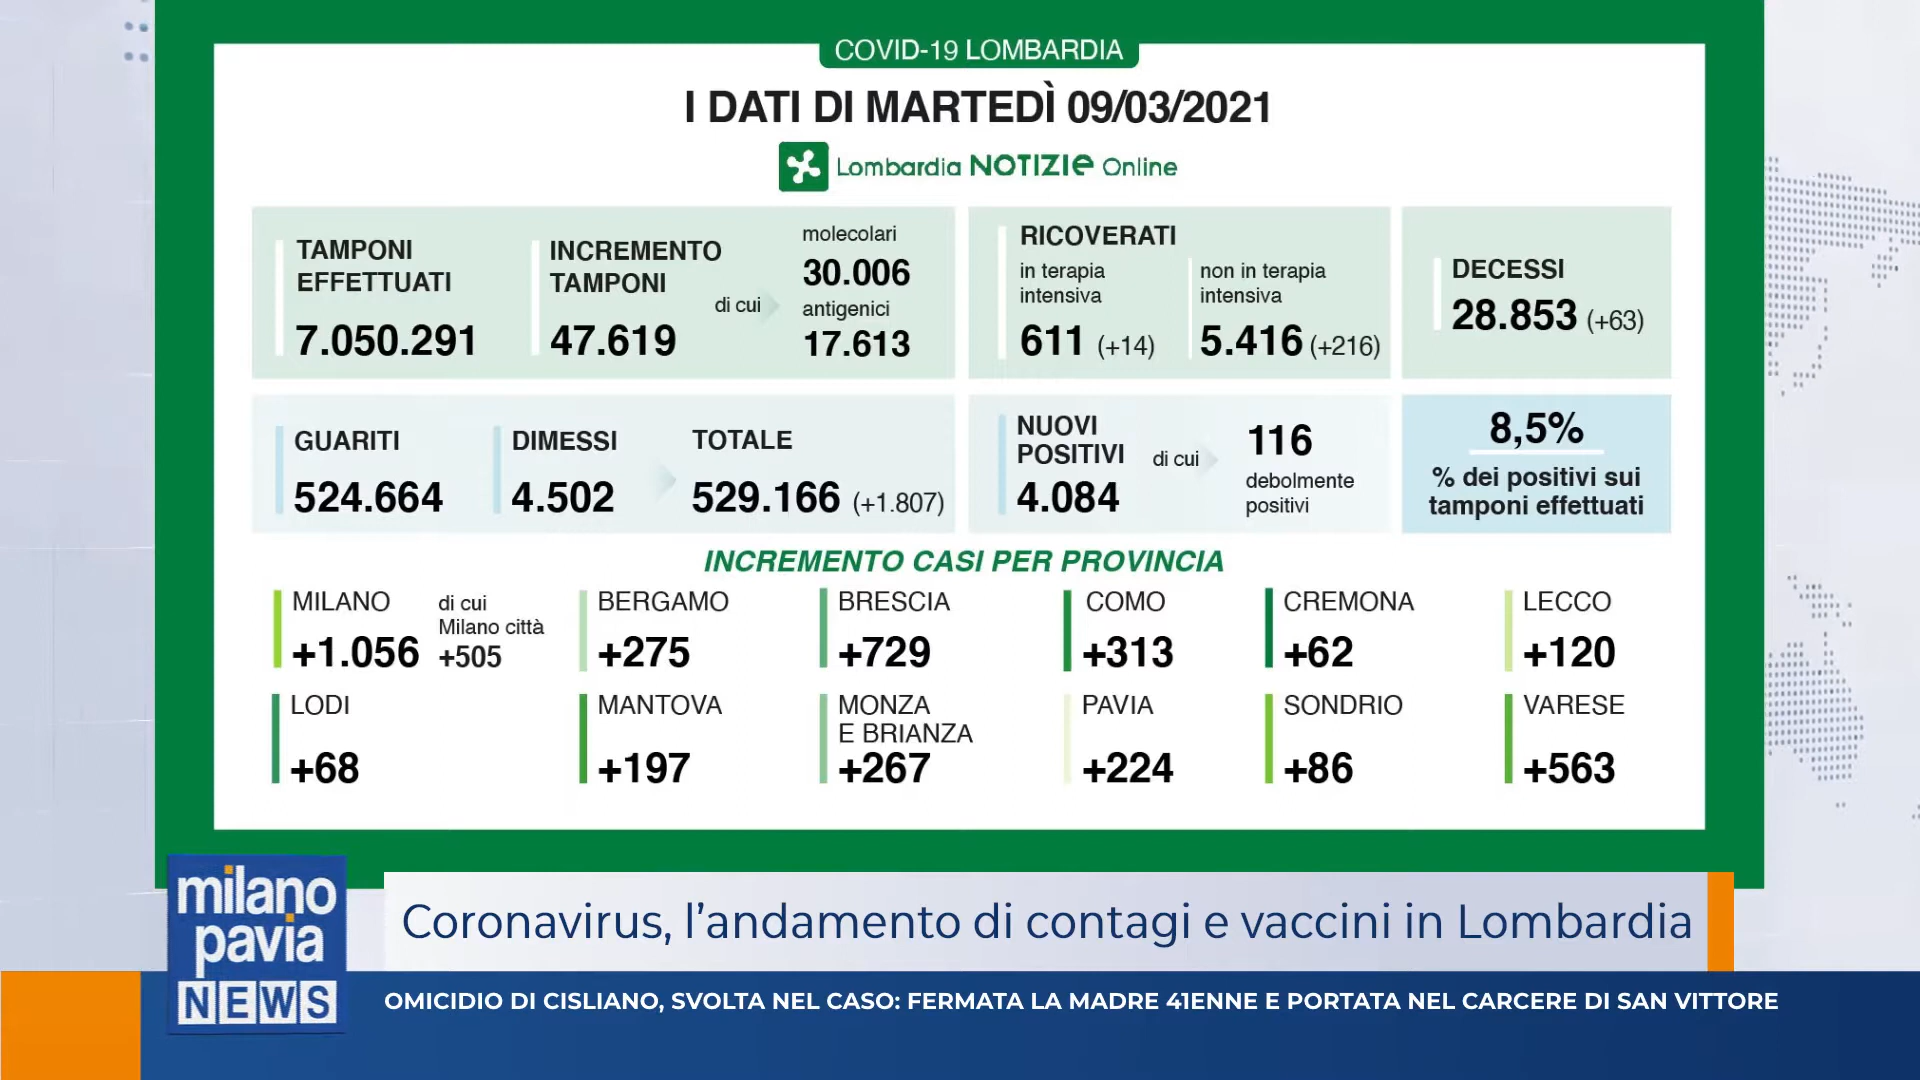 COVID-19 LOMBARDIA
I DATI DI MARTEDÌ 09/03/2021
Lombardia NOTIZIe Online
TAMPONI
EFFETTUATI
7.050.291
INCREMENTO
TAMPONI
47.619
di cui
molecolari
30.006
antigenici
17.613
RICOVERATI
in terapia
intensiva
611 (+14)
non in terapia
intensiva
5.416 (+216)
DECESSI
28.853 (+63)
GUARITI
524.664
DIMESSI
4.502
TOTALE
529.166 (+1.807)
NUOVI
POSITIVI
4.084
di cui
116
debolmente
positivi
8,5%
% dei positivi sui
tamponi effettuati
INCREMENTO CASI PER PROVINCIA
MILANO
+1.056
di cui
Milano città
+505
BERGAMO
+275
BRESCIA
+729
COMO
+313
CREMONA
+62
LECCO
+120
LODI
+68
MANTOVA
+197
MONZA
E BRIANZA
+267
PAVIA
+224
SONDRIO
+86
VARESE
+563
milano
pavia
NEWS
Coronavirus, l'andamento di contagi e vaccini in Lombardia
OMICIDIO DI CISLIANO, SVOLTA NEL CASO: FERMATA LA MADRE 41ENNE E PORTATA NEL CARCERE DI SAN VITTORE